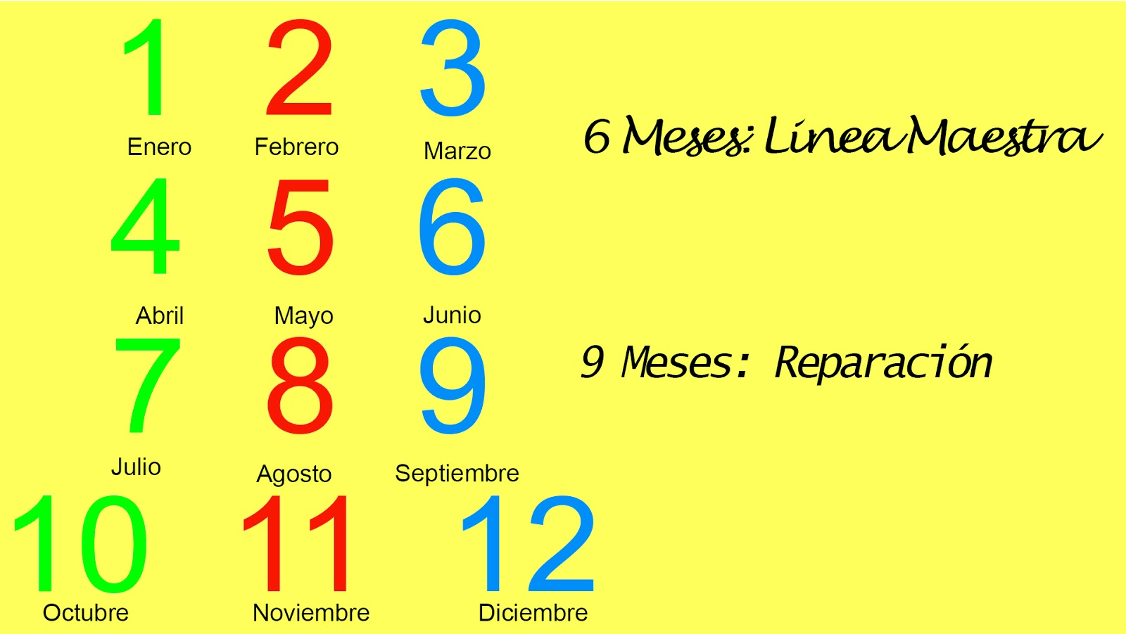 1 2 3
Enero Febrero Marzo
6 Meses: Línea Maestra
4 5 6
Abril Mayo Junio
7 8 9
9 Meses: Reparación
Julio Agosto Septiembre
10 11 12
Octubre Noviembre Diciembre